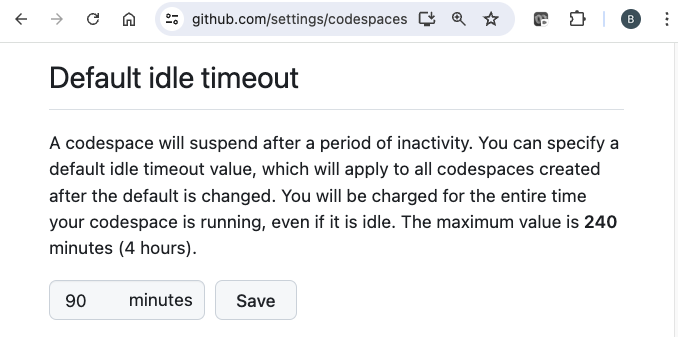 github.com/settings/codespaces
B
Default idle timeout
A codespace will suspend after a period of inactivity. You can specify a
default idle timeout value, which will apply to all codespaces created
after the default is changed. You will be charged for the entire time
your codespace is running, even if it is idle. The maximum value is 240
minutes (4 hours).
90 minutes Save